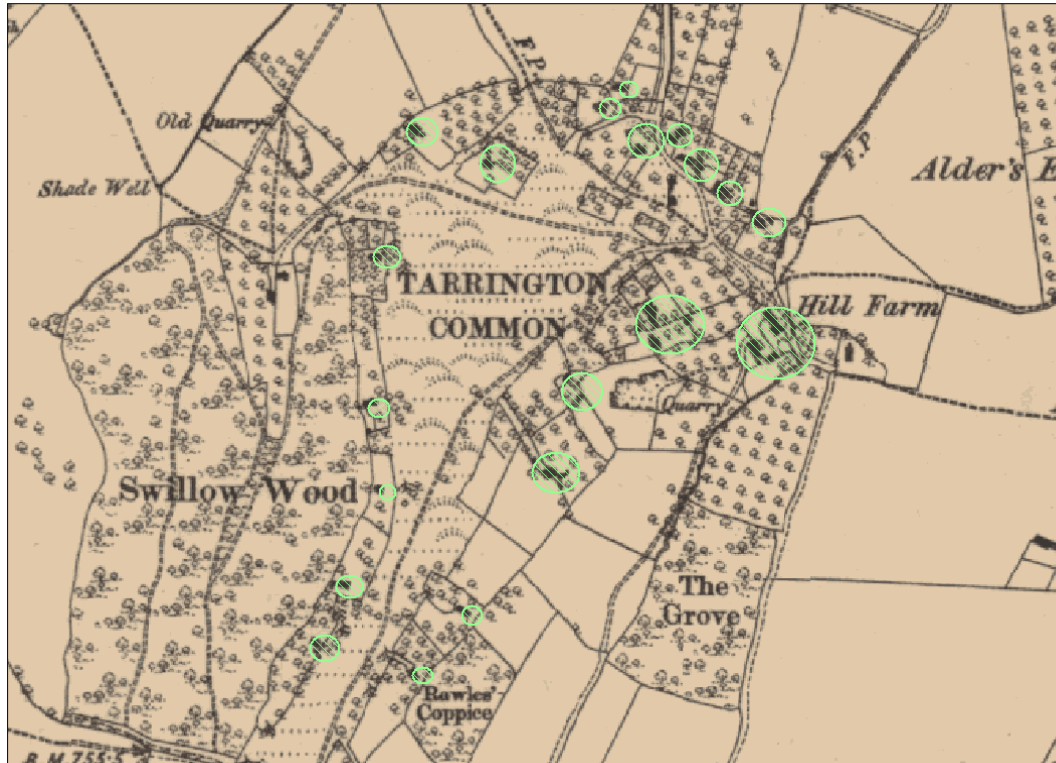 F.P.
Old Quarry
Shade Well
F.P.
Alder's E
TARRINGTON
COMMON
Hill Farm
Quarry
Swillow Wood
The
Grove
Rawles'
Coppice
B.M.755·5